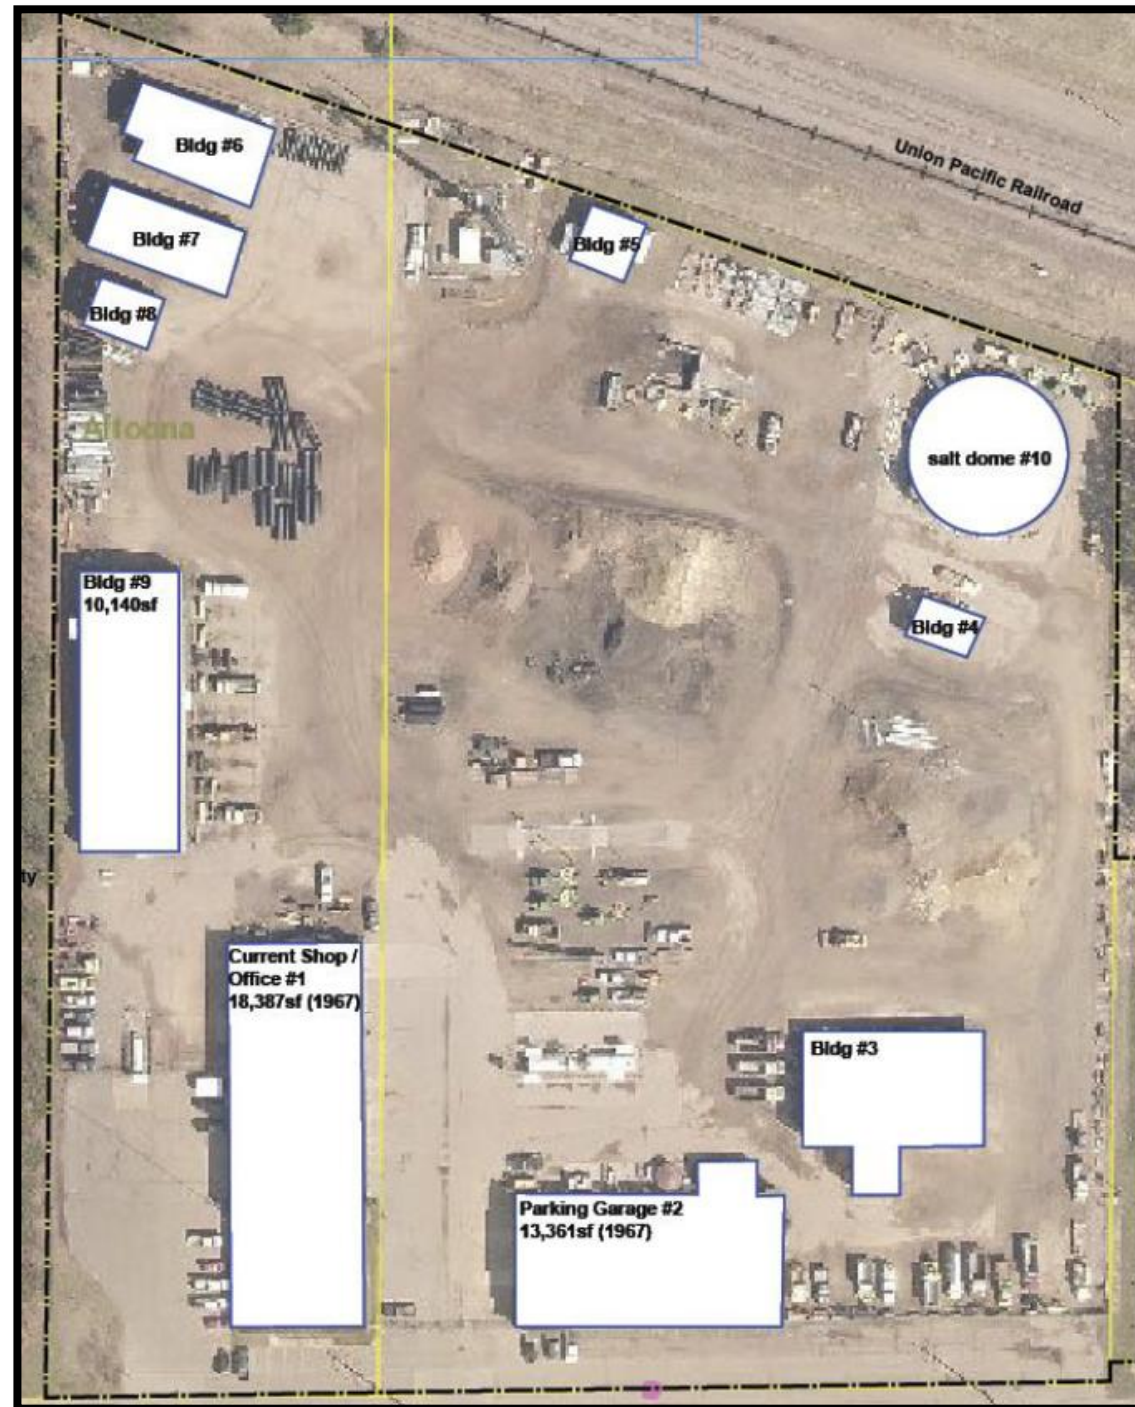 Union Pacific Railroad
Bldg #6
Bldg #7
Bldg #5
Bldg #8
Altoona
salt dome #10
Bldg #9
10,140sf
Bldg #4
ty
Current Shop /
Office #1
18,387sf (1967)
Bldg #3
Parking Garage #2
13,361sf (1967)